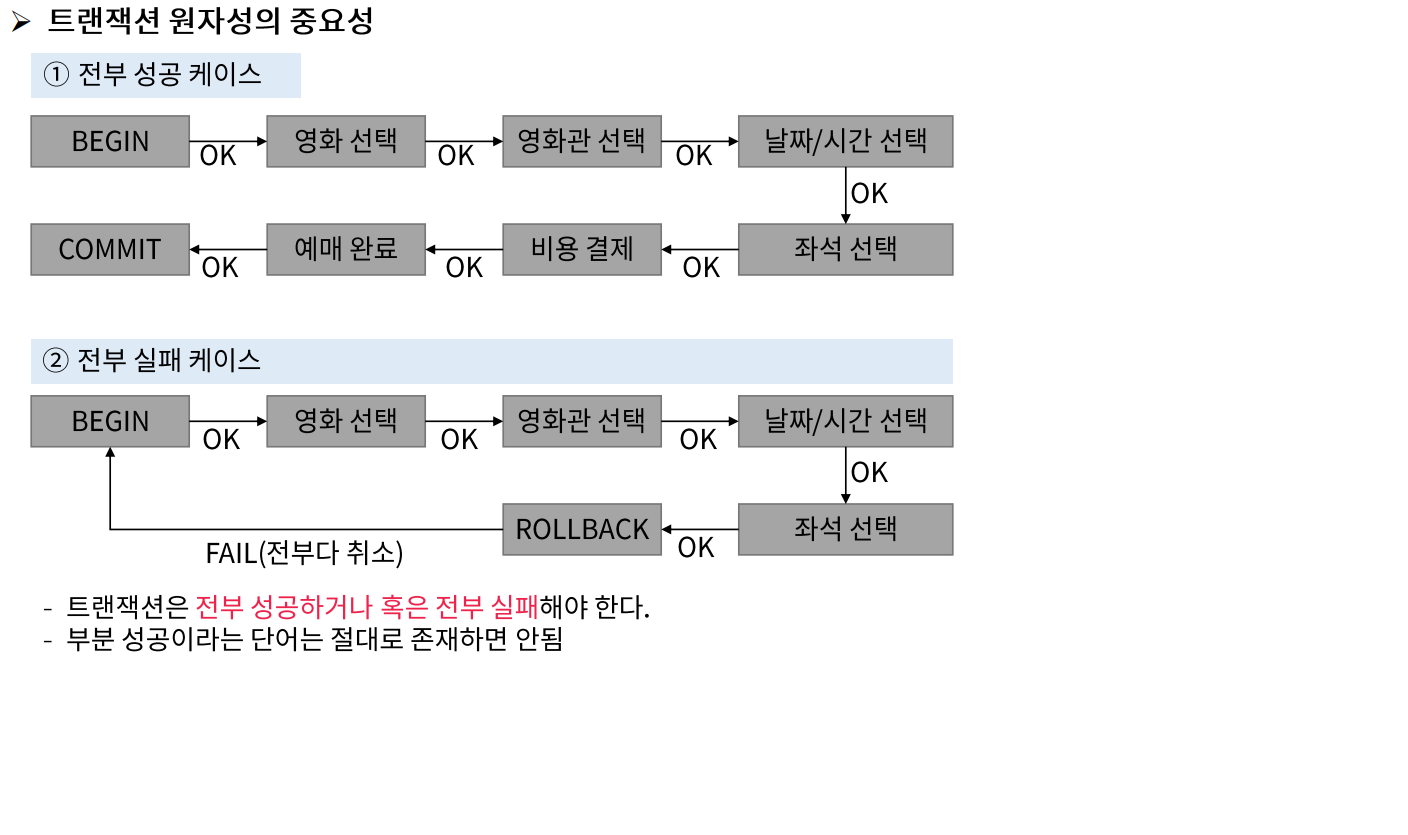 ➢ 트랜잭션 원자성의 중요성
① 전부 성공 케이스
BEGIN
OK
영화 선택
OK
영화관 선택
OK
날짜/시간 선택
OK
좌석 선택
OK
비용 결제
OK
예매 완료
OK
COMMIT
② 전부 실패 케이스
BEGIN
OK
영화 선택
OK
영화관 선택
OK
날짜/시간 선택
OK
좌석 선택
OK
ROLLBACK
FAIL(전부다 취소)
- 트랜잭션은 전부 성공하거나 혹은 전부 실패해야 한다.
- 부분 성공이라는 단어는 절대로 존재하면 안됨